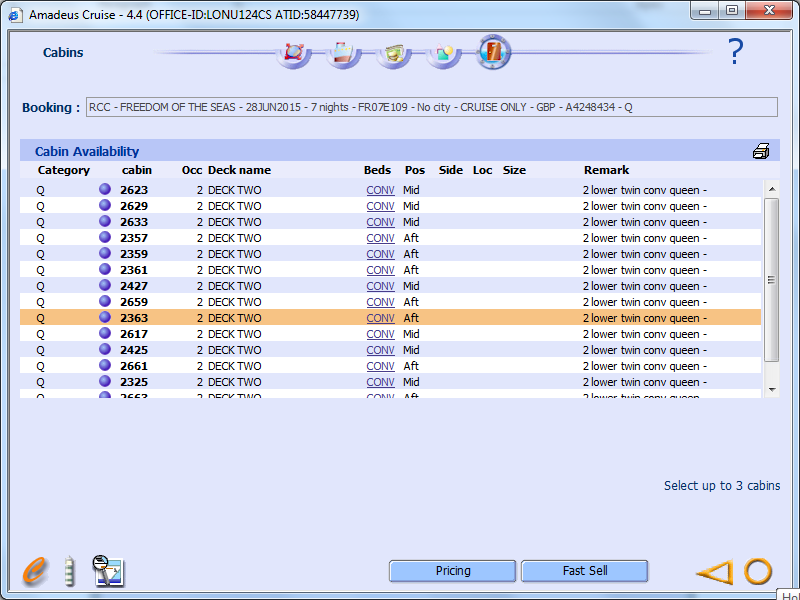 Amadeus Cruise - 4.4 (OFFICE-ID:LONU124CS ATID:58447739)
Cabins
?
Booking : RCC - FREEDOM OF THE SEAS - 28JUN2015 - 7 nights - FR07E109 - No city - CRUISE ONLY - GBP - A4248434 - Q
Cabin Availability
Category cabin Occ Deck name Beds Pos Side Loc Size Remark
Q 2623 2 DECK TWO CONV Mid 2 lower twin conv queen -
Q 2629 2 DECK TWO CONV Mid 2 lower twin conv queen -
Q 2633 2 DECK TWO CONV Mid 2 lower twin conv queen -
Q 2357 2 DECK TWO CONV Aft 2 lower twin conv queen -
Q 2359 2 DECK TWO CONV Aft 2 lower twin conv queen -
Q 2361 2 DECK TWO CONV Aft 2 lower twin conv queen -
Q 2427 2 DECK TWO CONV Mid 2 lower twin conv queen -
Q 2659 2 DECK TWO CONV Aft 2 lower twin conv queen -
Q 2363 2 DECK TWO CONV Aft 2 lower twin conv queen -
Q 2617 2 DECK TWO CONV Mid 2 lower twin conv queen -
Q 2425 2 DECK TWO CONV Mid 2 lower twin conv queen -
Q 2661 2 DECK TWO CONV Aft 2 lower twin conv queen -
Q 2325 2 DECK TWO CONV Mid 2 lower twin conv queen -
Q 2663 2 DECK TWO CONV Aft 2 lower twin conv queen -
Select up to 3 cabins
Pricing Fast Sell